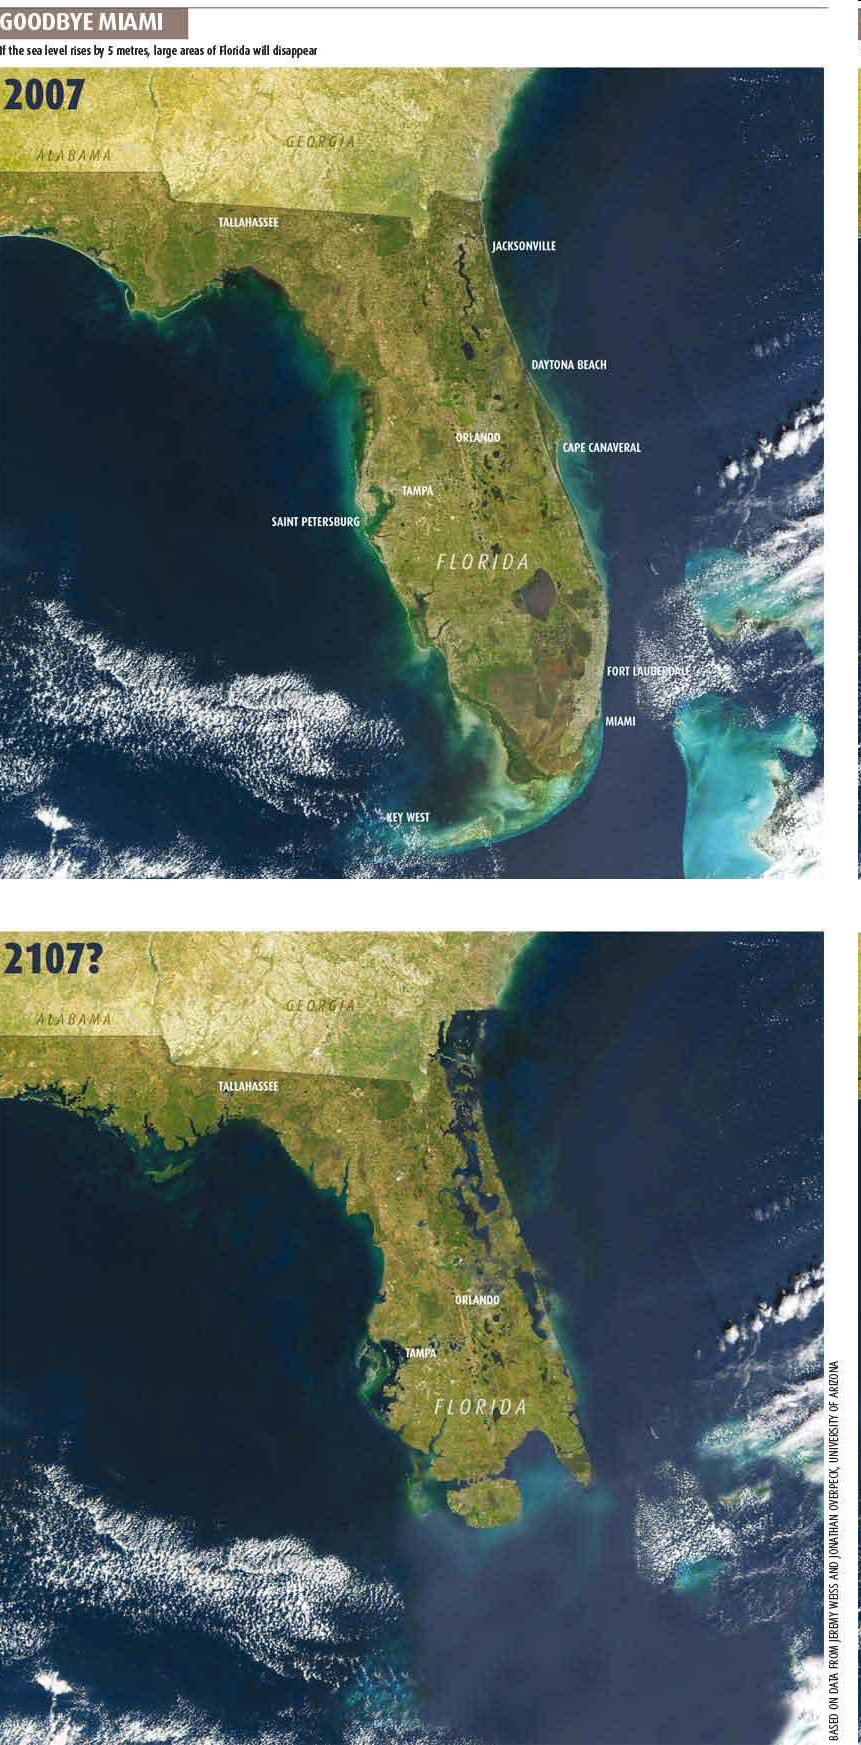 GOODBYE MIAMI
If the sea level rises by 5 metres, large areas of Florida will disappear
2007
ALABAMA
GEORGIA
TALLAHASSEE
JACKSONVILLE
DAYTONA BEACH
ORLANDO
CAPE CANAVERAL
TAMPA
SAINT PETERSBURG
FLORIDA
FORT LAUDERDALE
MIAMI
KEY WEST
2107?
ALABAMA
GEORGIA
TALLAHASSEE
ORLANDO
TAMPA
FLORIDA
BASED ON DATA FROM JEREMY WEISS AND JONATHAN OVERPECK, UNIVERSITY OF ARIZONA